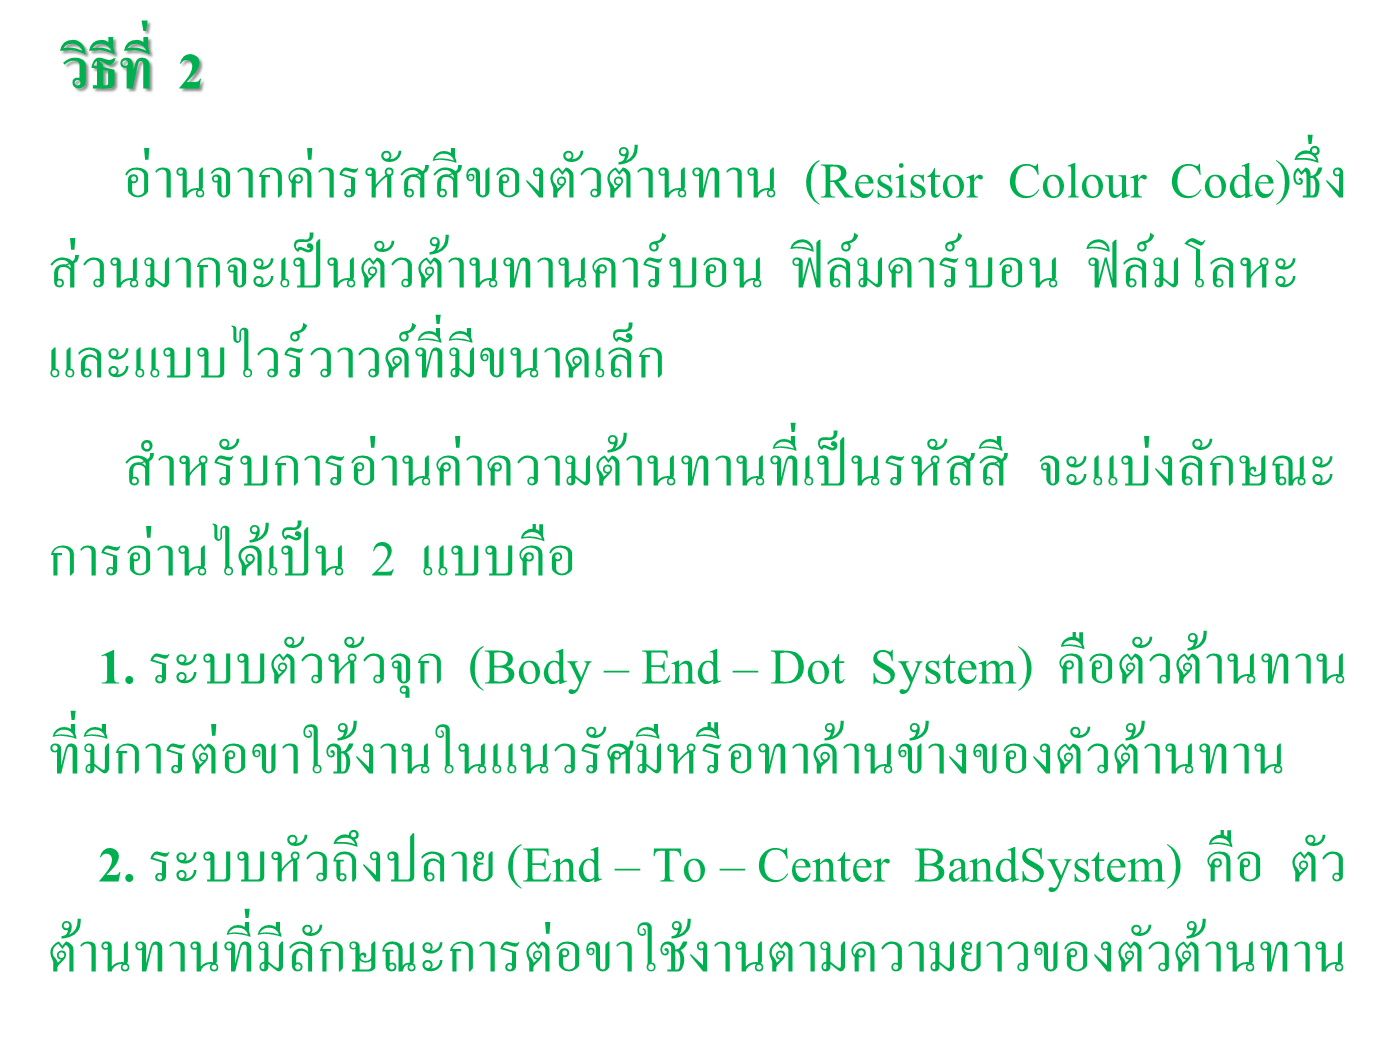 วิธีที่ 2
อ่านจากค่ารหัสสีของตัวต้านทาน (Resistor Colour Code)ซึ่ง
ส่วนมากจะเป็นตัวต้านทานคาร์บอน ฟิล์มคาร์บอน ฟิล์มโลหะ
และแบบไวร์วาวด์ที่มีขนาดเล็ก
สำหรับการอ่านค่าความต้านทานที่เป็นรหัสสี จะแบ่งลักษณะ
การอ่านได้เป็น 2 แบบคือ
1. ระบบตัวหัวจุก (Body – End – Dot System) คือตัวต้านทาน
ที่มีการต่อขาใช้งานในแนวรัศมีหรือทาด้านข้างของตัวต้านทาน
2. ระบบหัวถึงปลาย (End – To – Center BandSystem) คือ ตัว
ต้านทานที่มีลักษณะการต่อขาใช้งานตามความยาวของตัวต้านทาน